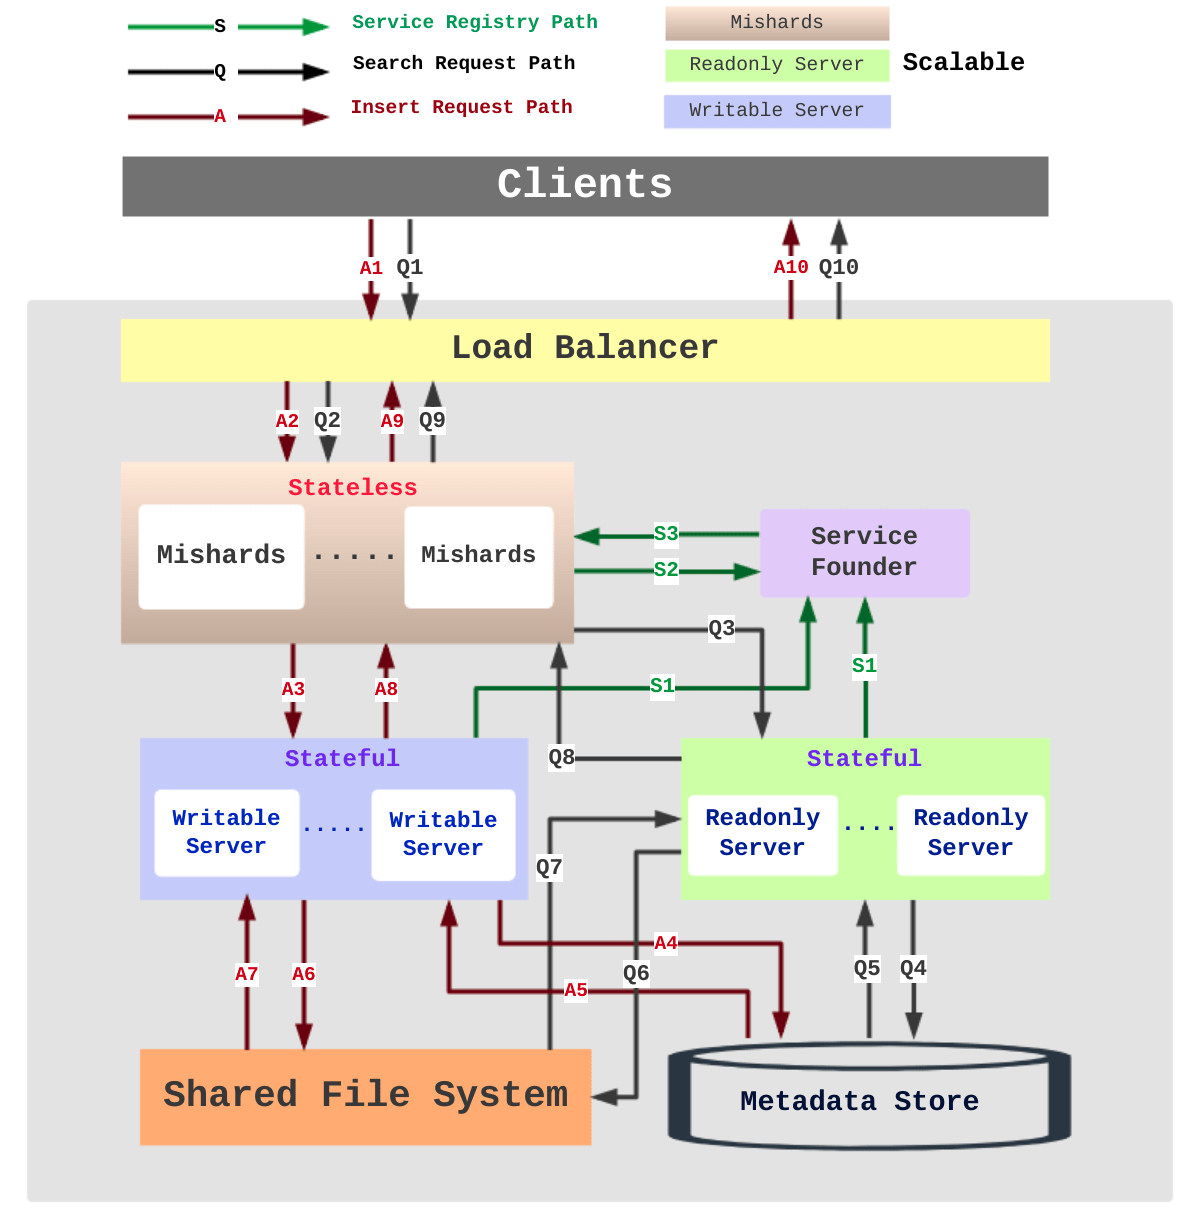 S
Service Registry Path
Mishards
Q
Search Request Path
Readonly Server
Scalable
A
Insert Request Path
Writable Server
Clients
A1
Q1
A10
Q10
Load Balancer
A2
Q2
A9
Q9
Stateless
Mishards
.....
Mishards
S3
S2
Service
Founder
Q3
A3
A8
S1
S1
Q8
Stateful
Writable
Server
.....
Writable
Server
Stateful
Readonly
Server
....
Readonly
Server
Q7
A7
A6
A4
Q6
A5
Q5
Q4
Shared File System
Metadata Store